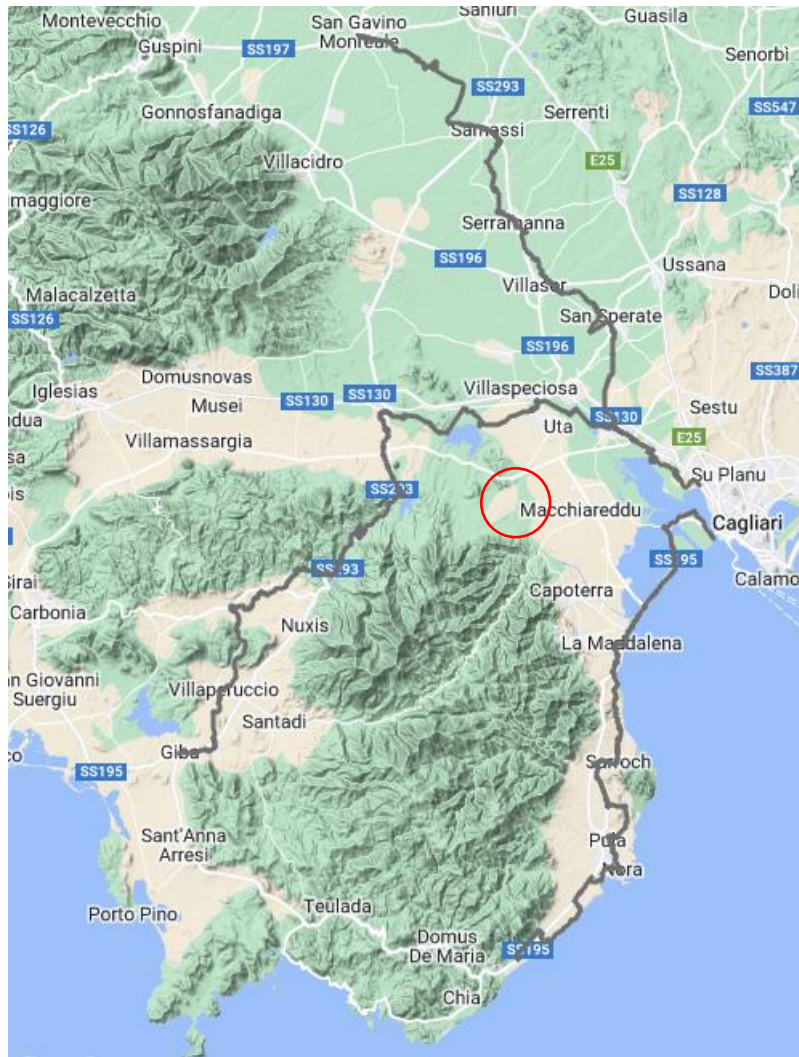 Montevecchio
San Gavino
Monreale
Sanluri
Guasila
Guspini
SS197
Senorbì
SS293
SS547
Gonnosfanadiga
Serrenti
SS126
Samassi
E25
Villacidro
SS128
maggiore
Serramanna
SS196
Ussana
Villasor
Malacalzetta
Doli
SS126
San Sperate
SS196
SS387
Domusnovas
Iglesias
SS130
SS130
Villaspeciosa
Musei
Sestu
SS130
Uta
E25
Villamassargia
Su Planu
SS293
Macchiareddu
Cagliari
SS195
SS293
Calamo
Sirai
Capoterra
Carbonia
Nuxis
La Maddalena
n Giovanni
Suergiu
Villaperuccio
Santadi
Giba
SS195
Sarroch
Sant'Anna
Arresi
Pula
Nora
Teulada
Porto Pino
Domus
De Maria
SS195
Chia